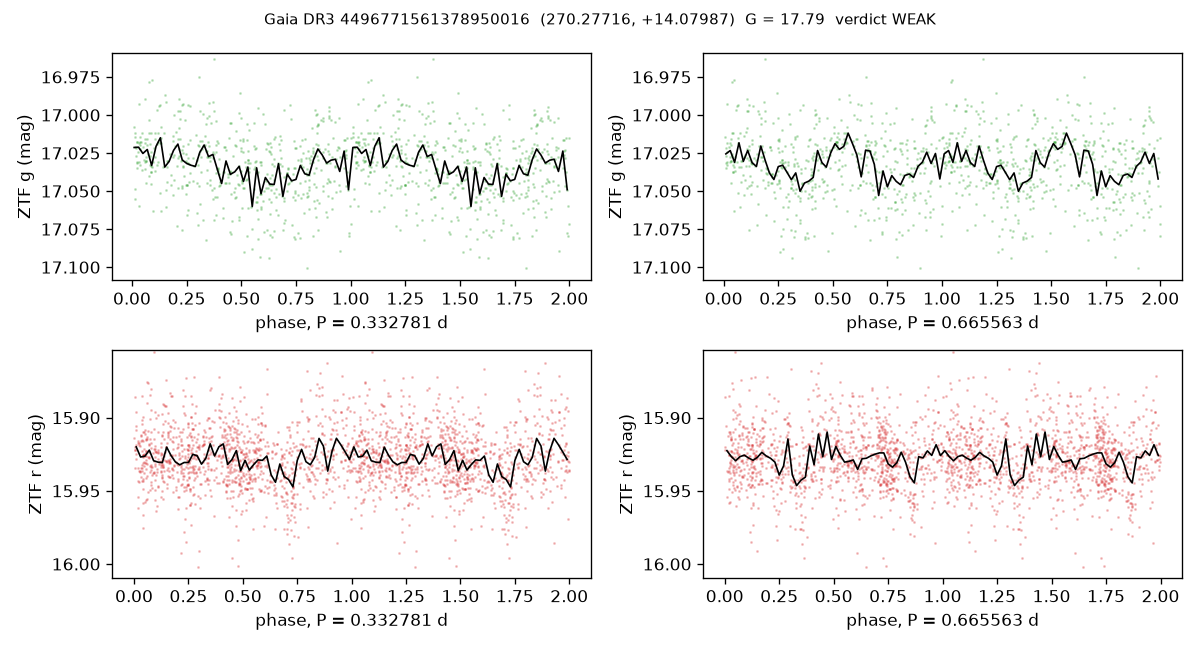 Gaia DR3 4496771561378950016 (270.27716, +14.07987) G = 17.79 verdict WEAK
ZTF g (mag)
16.975
17.000
17.025
17.050
17.075
17.100
0.00 0.25 0.50 0.75 1.00 1.25 1.50 1.75 2.00
phase, P = 0.332781 d
ZTF g (mag)
16.975
17.000
17.025
17.050
17.075
17.100
0.00 0.25 0.50 0.75 1.00 1.25 1.50 1.75 2.00
phase, P = 0.665563 d
ZTF r (mag)
15.90
15.95
16.00
0.00 0.25 0.50 0.75 1.00 1.25 1.50 1.75 2.00
phase, P = 0.332781 d
ZTF r (mag)
15.90
15.95
16.00
0.00 0.25 0.50 0.75 1.00 1.25 1.50 1.75 2.00
phase, P = 0.665563 d